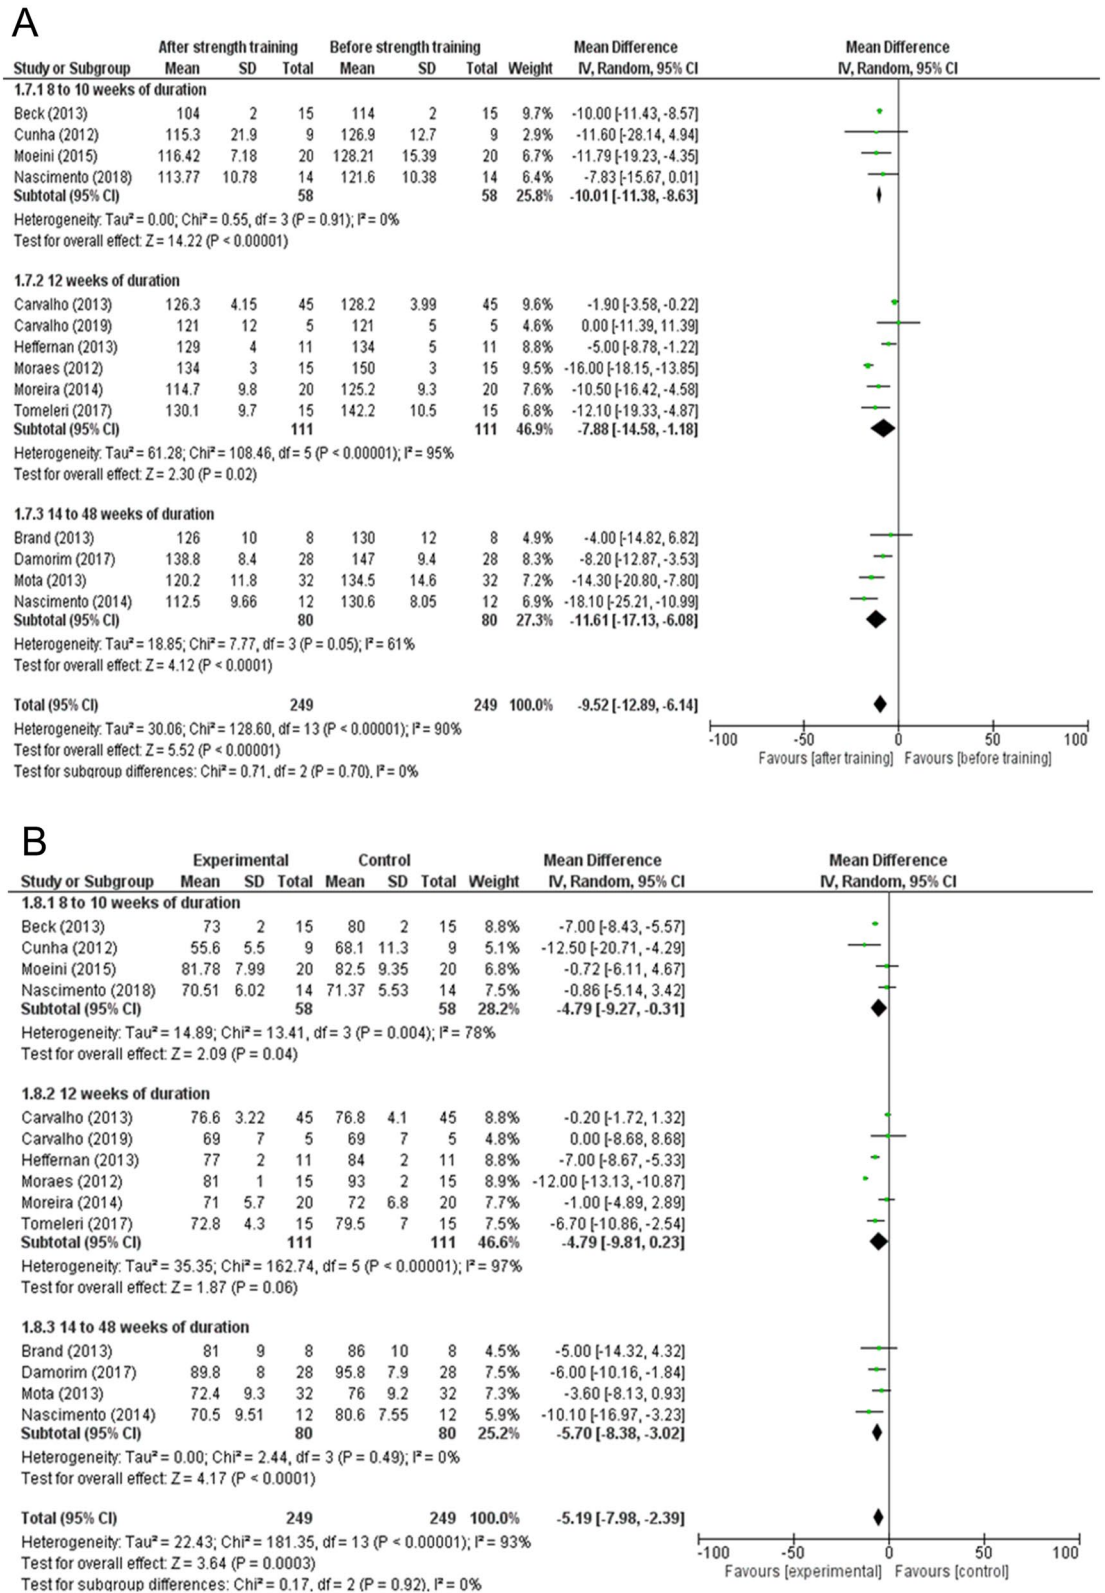 A
After strength training Before strength training Mean Difference Mean Difference
Study or Subgroup Mean SD Total Mean SD Total Weight IV, Random, 95% CI IV, Random, 95% CI
1.7.1 8 to 10 weeks of duration
Beck (2013) 104 2 15 114 2 15 9.7% -10.00 [-11.43, -8.57]
Cunha (2012) 115.3 21.9 9 126.9 12.7 9 2.9% -11.60 [-28.14, 4.94]
Moeini (2015) 116.42 7.18 20 128.21 15.39 20 6.7% -11.79 [-19.23, -4.35]
Nascimento (2018) 113.77 10.78 14 121.6 10.38 14 6.4% -7.83 [-15.67, 0.01]
Subtotal (95% CI) 58 58 25.8% -10.01 [-11.38, -8.63]
Heterogeneity: Tau² = 0.00; Chi² = 0.55, df = 3 (P = 0.91); I² = 0%
Test for overall effect: Z = 14.22 (P < 0.00001)
1.7.2 12 weeks of duration
Carvalho (2013) 126.3 4.15 45 128.2 3.99 45 9.6% -1.90 [-3.58, -0.22]
Carvalho (2019) 121 12 5 121 5 5 4.6% 0.00 [-11.39, 11.39]
Heffernan (2013) 129 4 11 134 5 11 8.8% -5.00 [-8.78, -1.22]
Moraes (2012) 134 3 15 150 3 15 9.5% -16.00 [-18.15, -13.85]
Moreira (2014) 114.7 9.8 20 125.2 9.3 20 7.6% -10.50 [-16.42, -4.58]
Tomeleri (2017) 130.1 9.7 15 142.2 10.5 15 6.8% -12.10 [-19.33, -4.87]
Subtotal (95% CI) 111 111 46.9% -7.88 [-14.58, -1.18]
Heterogeneity: Tau² = 61.28; Chi² = 108.46, df = 5 (P < 0.00001); I² = 95%
Test for overall effect: Z = 2.30 (P = 0.02)
1.7.3 14 to 48 weeks of duration
Brand (2013) 126 10 8 130 12 8 4.9% -4.00 [-14.82, 6.82]
Damorim (2017) 138.8 8.4 28 147 9.4 28 8.3% -8.20 [-12.87, -3.53]
Mota (2013) 120.2 11.8 32 134.5 14.6 32 7.2% -14.30 [-20.80, -7.80]
Nascimento (2014) 112.5 9.66 12 130.6 8.05 12 6.9% -18.10 [-25.21, -10.99]
Subtotal (95% CI) 80 80 27.3% -11.61 [-17.13, -6.08]
Heterogeneity: Tau² = 18.85; Chi² = 7.77, df = 3 (P = 0.05); I² = 61%
Test for overall effect: Z = 4.12 (P < 0.0001)
Total (95% CI) 249 249 100.0% -9.52 [-12.89, -6.14]
Heterogeneity: Tau² = 30.06; Chi² = 128.60, df = 13 (P < 0.00001); I² = 90%
Test for overall effect: Z = 5.52 (P < 0.00001)
Test for subgroup differences: Chi² = 0.71, df = 2 (P = 0.70), I² = 0%
-100 -50 0 50 100
Favours [after training] Favours [before training]
B
Experimental Control Mean Difference Mean Difference
Study or Subgroup Mean SD Total Mean SD Total Weight IV, Random, 95% CI IV, Random, 95% CI
1.8.1 8 to 10 weeks of duration
Beck (2013) 73 2 15 80 2 15 8.8% -7.00 [-8.43, -5.57]
Cunha (2012) 55.6 5.5 9 68.1 11.3 9 5.1% -12.50 [-20.71, -4.29]
Moeini (2015) 81.78 7.99 20 82.5 9.35 20 6.8% -0.72 [-6.11, 4.67]
Nascimento (2018) 70.51 6.02 14 71.37 5.53 14 7.5% -0.86 [-5.14, 3.42]
Subtotal (95% CI) 58 58 28.2% -4.79 [-9.27, -0.31]
Heterogeneity: Tau² = 14.89; Chi² = 13.41, df = 3 (P = 0.004); I² = 78%
Test for overall effect: Z = 2.09 (P = 0.04)
1.8.2 12 weeks of duration
Carvalho (2013) 76.6 3.22 45 76.8 4.1 45 8.8% -0.20 [-1.72, 1.32]
Carvalho (2019) 69 7 5 69 7 5 4.8% 0.00 [-8.68, 8.68]
Heffernan (2013) 77 2 11 84 2 11 8.8% -7.00 [-8.67, -5.33]
Moraes (2012) 81 1 15 93 2 15 8.9% -12.00 [-13.13, -10.87]
Moreira (2014) 71 5.7 20 72 6.8 20 7.7% -1.00 [-4.89, 2.89]
Tomeleri (2017) 72.8 4.3 15 79.5 7 15 7.5% -6.70 [-10.86, -2.54]
Subtotal (95% CI) 111 111 46.6% -4.79 [-9.81, 0.23]
Heterogeneity: Tau² = 35.35; Chi² = 162.74, df = 5 (P < 0.00001); I² = 97%
Test for overall effect: Z = 1.87 (P = 0.06)
1.8.3 14 to 48 weeks of duration
Brand (2013) 81 9 8 86 10 8 4.5% -5.00 [-14.32, 4.32]
Damorim (2017) 89.8 8 28 95.8 7.9 28 7.5% -6.00 [-10.16, -1.84]
Mota (2013) 72.4 9.3 32 76 9.2 32 7.3% -3.60 [-8.13, 0.93]
Nascimento (2014) 70.5 9.51 12 80.6 7.55 12 5.9% -10.10 [-16.97, -3.23]
Subtotal (95% CI) 80 80 25.2% -5.70 [-8.38, -3.02]
Heterogeneity: Tau² = 0.00; Chi² = 2.44, df = 3 (P = 0.49); I² = 0%
Test for overall effect: Z = 4.17 (P < 0.0001)
Total (95% CI) 249 249 100.0% -5.19 [-7.98, -2.39]
Heterogeneity: Tau² = 22.43; Chi² = 181.35, df = 13 (P < 0.00001); I² = 93%
Test for overall effect: Z = 3.64 (P = 0.0003)
Test for subgroup differences: Chi² = 0.17, df = 2 (P = 0.92), I² = 0%
-100 -50 0 50 100
Favours [experimental] Favours [control]